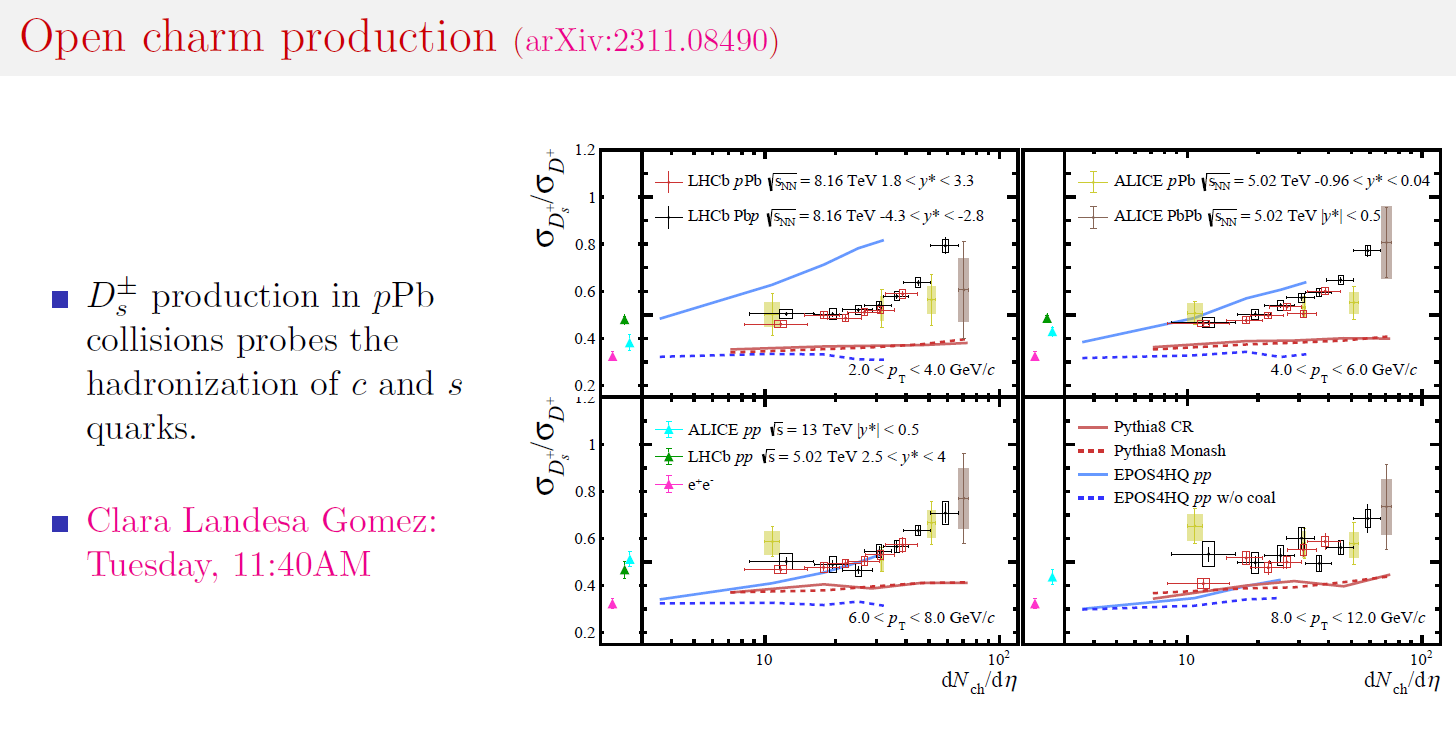 Open charm production (arXiv:2311.08490)
D_s^± production in pPb
collisions probes the
hadronization of c and s
quarks.
Clara Landesa Gomez:
Tuesday, 11:40AM
σ_{D_s^+}/σ_{D^+}
1.2
1
0.8
0.6
0.4
0.2
LHCb pPb √s_NN = 8.16 TeV 1.8 < y* < 3.3
LHCb Pbp √s_NN = 8.16 TeV -4.3 < y* < -2.8
2.0 < p_T < 4.0 GeV/c
ALICE pPb √s_NN = 5.02 TeV -0.96 < y* < 0.04
ALICE PbPb √s_NN = 5.02 TeV |y*| < 0.5
4.0 < p_T < 6.0 GeV/c
σ_{D_s^+}/σ_{D^+}
1.2
1
0.8
0.6
0.4
0.2
ALICE pp √s = 13 TeV |y*| < 0.5
LHCb pp √s = 5.02 TeV 2.5 < y* < 4
e⁺e⁻
6.0 < p_T < 8.0 GeV/c
Pythia8 CR
Pythia8 Monash
EPOS4HQ pp
EPOS4HQ pp w/o coal
8.0 < p_T < 12.0 GeV/c
10 10²
dN_ch/dη
10 10²
dN_ch/dη